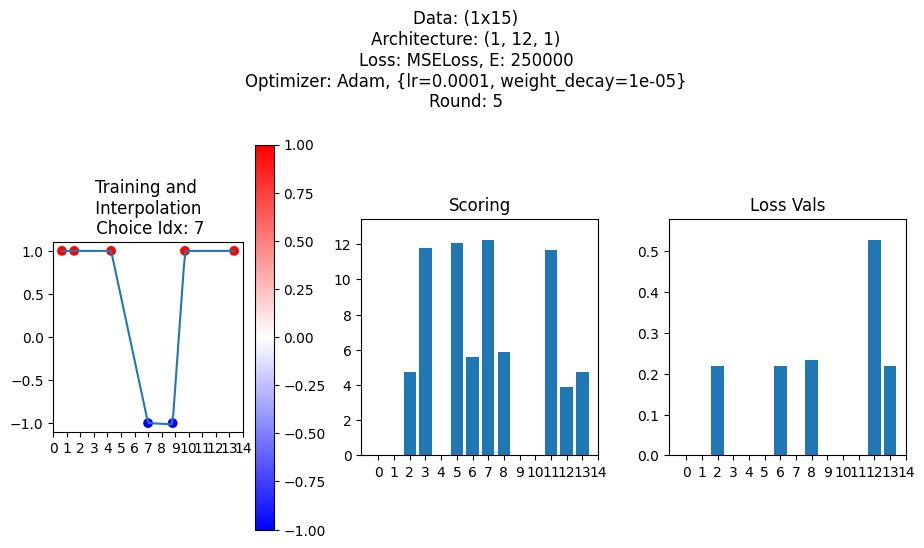 Data: (1x15)
Architecture: (1, 12, 1)
Loss: MSELoss, E: 250000
Optimizer: Adam, {lr=0.0001, weight_decay=1e-05}
Round: 5
Training and
Interpolation
Choice Idx: 7
1.0
0.5
0.0
−0.5
−1.0
0 1 2 3 4 5 6 7 8 9 10 11 12 13 14
1.00
0.75
0.50
0.25
0.00
−0.25
−0.50
−0.75
−1.00
Scoring
12
10
8
6
4
2
0
0 1 2 3 4 5 6 7 8 9 10 11 12 13 14
Loss Vals
0.5
0.4
0.3
0.2
0.1
0.0
0 1 2 3 4 5 6 7 8 9 10 11 12 13 14